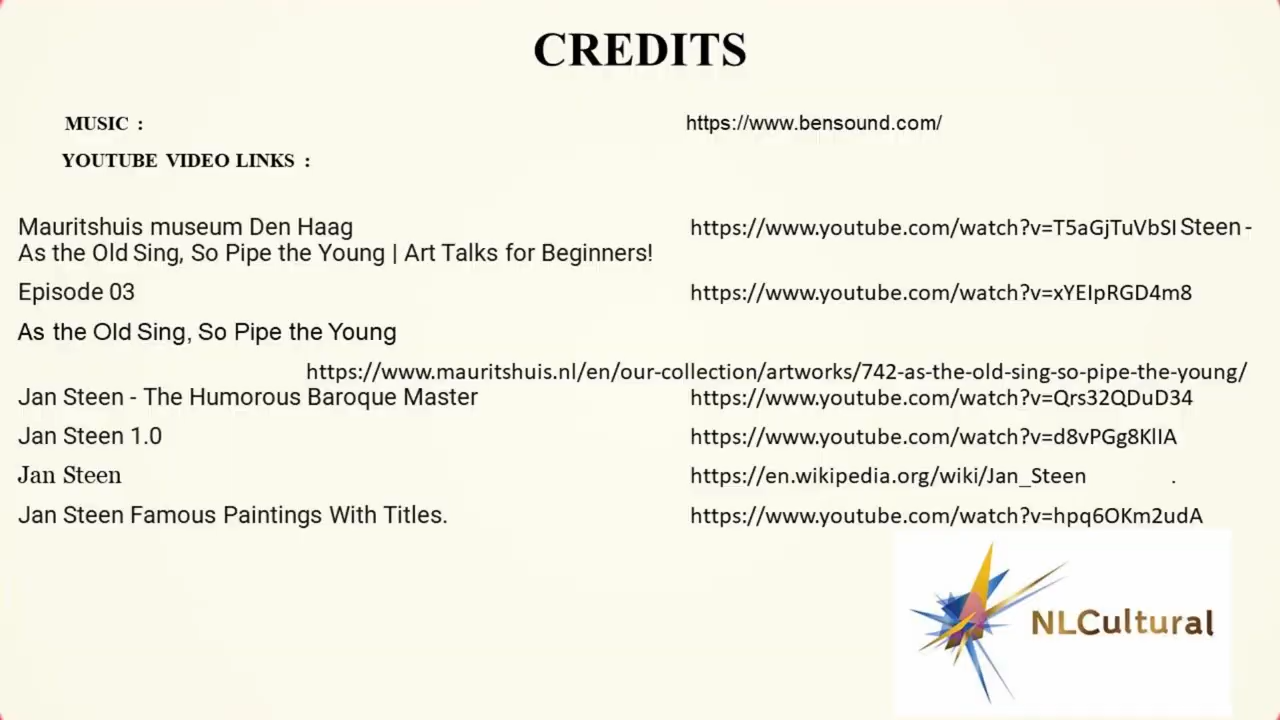 CREDITS
MUSIC : https://www.bensound.com/
YOUTUBE VIDEO LINKS :
Mauritshuis museum Den Haag https://www.youtube.com/watch?v=T5aGjTuVbSI Steen -
As the Old Sing, So Pipe the Young | Art Talks for Beginners!
Episode 03 https://www.youtube.com/watch?v=xYEIpRGD4m8
As the Old Sing, So Pipe the Young
https://www.mauritshuis.nl/en/our-collection/artworks/742-as-the-old-sing-so-pipe-the-young/
Jan Steen - The Humorous Baroque Master https://www.youtube.com/watch?v=Qrs32QDuD34
Jan Steen 1.0 https://www.youtube.com/watch?v=d8vPGg8KlIA
Jan Steen https://en.wikipedia.org/wiki/Jan_Steen .
Jan Steen Famous Paintings With Titles. https://www.youtube.com/watch?v=hpq6OKm2udA
NLCultural